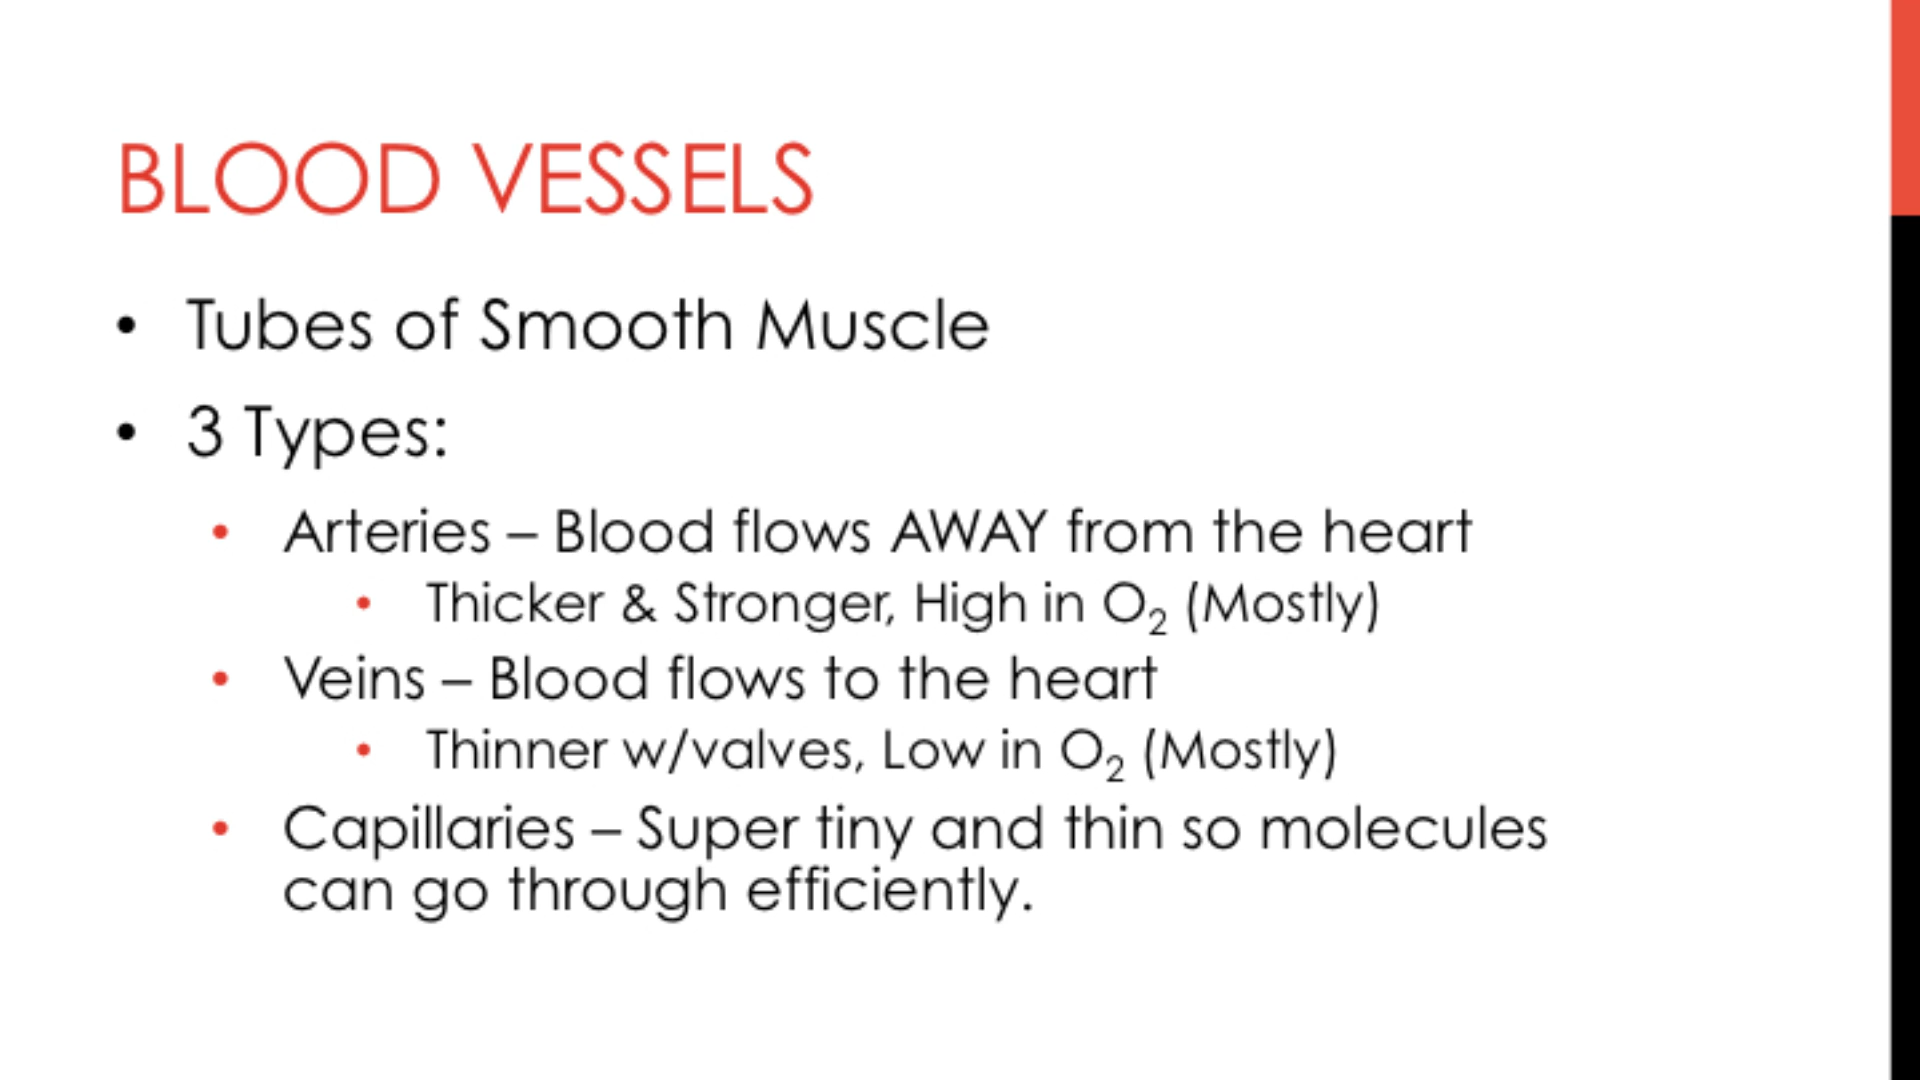 BLOOD VESSELS
• Tubes of Smooth Muscle
• 3 Types:
• Arteries – Blood flows AWAY from the heart
• Thicker & Stronger, High in O₂ (Mostly)
• Veins – Blood flows to the heart
• Thinner w/valves, Low in O₂ (Mostly)
• Capillaries – Super tiny and thin so molecules
can go through efficiently.